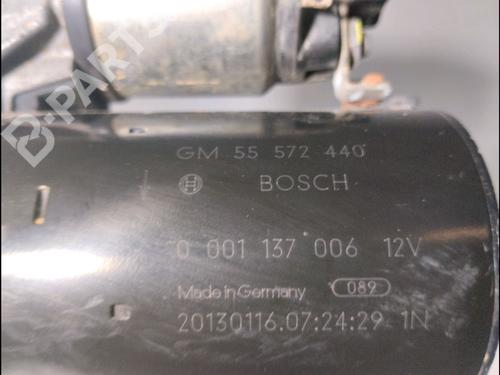 GM 55 572 440
BOSCH
0 001 137 006 12V
Made in Germany 089
20130116.07:24:29 1N